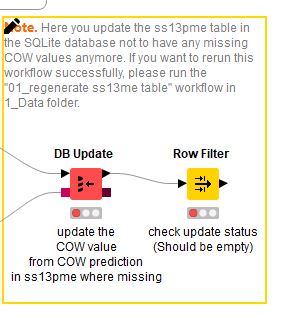 Note. Here you update the ss13pme table in
the SQLite database not to have any missing
COW values anymore. If you want to rerun this
workflow successfully, please run the
"01_regenerate ss13me table" workflow in
1_Data folder.
DB Update
Row Filter
update the
COW value
from COW prediction
in ss13pme where missing
check update status
(Should be empty)